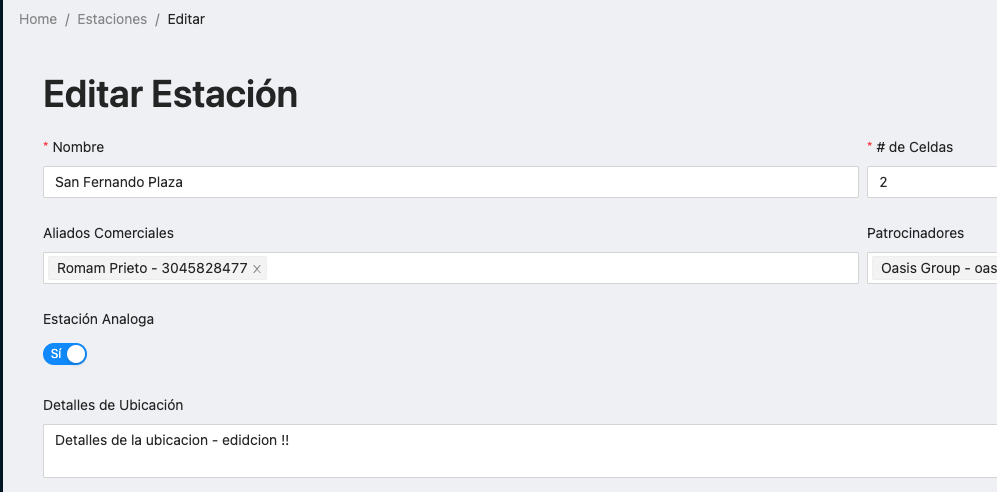 Home / Estaciones / Editar
Editar Estación
* Nombre
* # de Celdas
San Fernando Plaza
2
Aliados Comerciales
Patrocinadores
Romam Prieto - 3045828477 x
Oasis Group - oas
Estación Analoga
SÍ
Detalles de Ubicación
Detalles de la ubicacion - edidcion !!